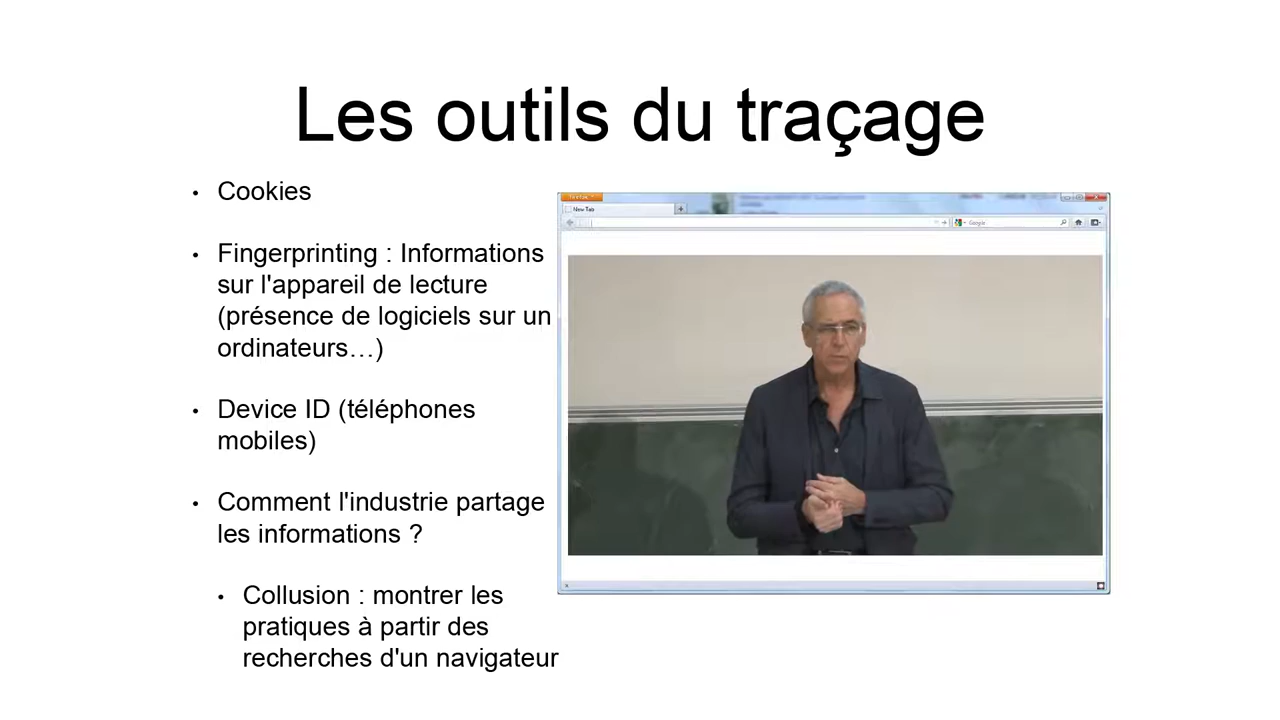 Les outils du traçage
• Cookies
• Fingerprinting : Informations
sur l'appareil de lecture
(présence de logiciels sur un
ordinateurs…)
• Device ID (téléphones
mobiles)
• Comment l'industrie partage
les informations ?
• Collusion : montrer les
pratiques à partir des
recherches d'un navigateur
New Tab
Google